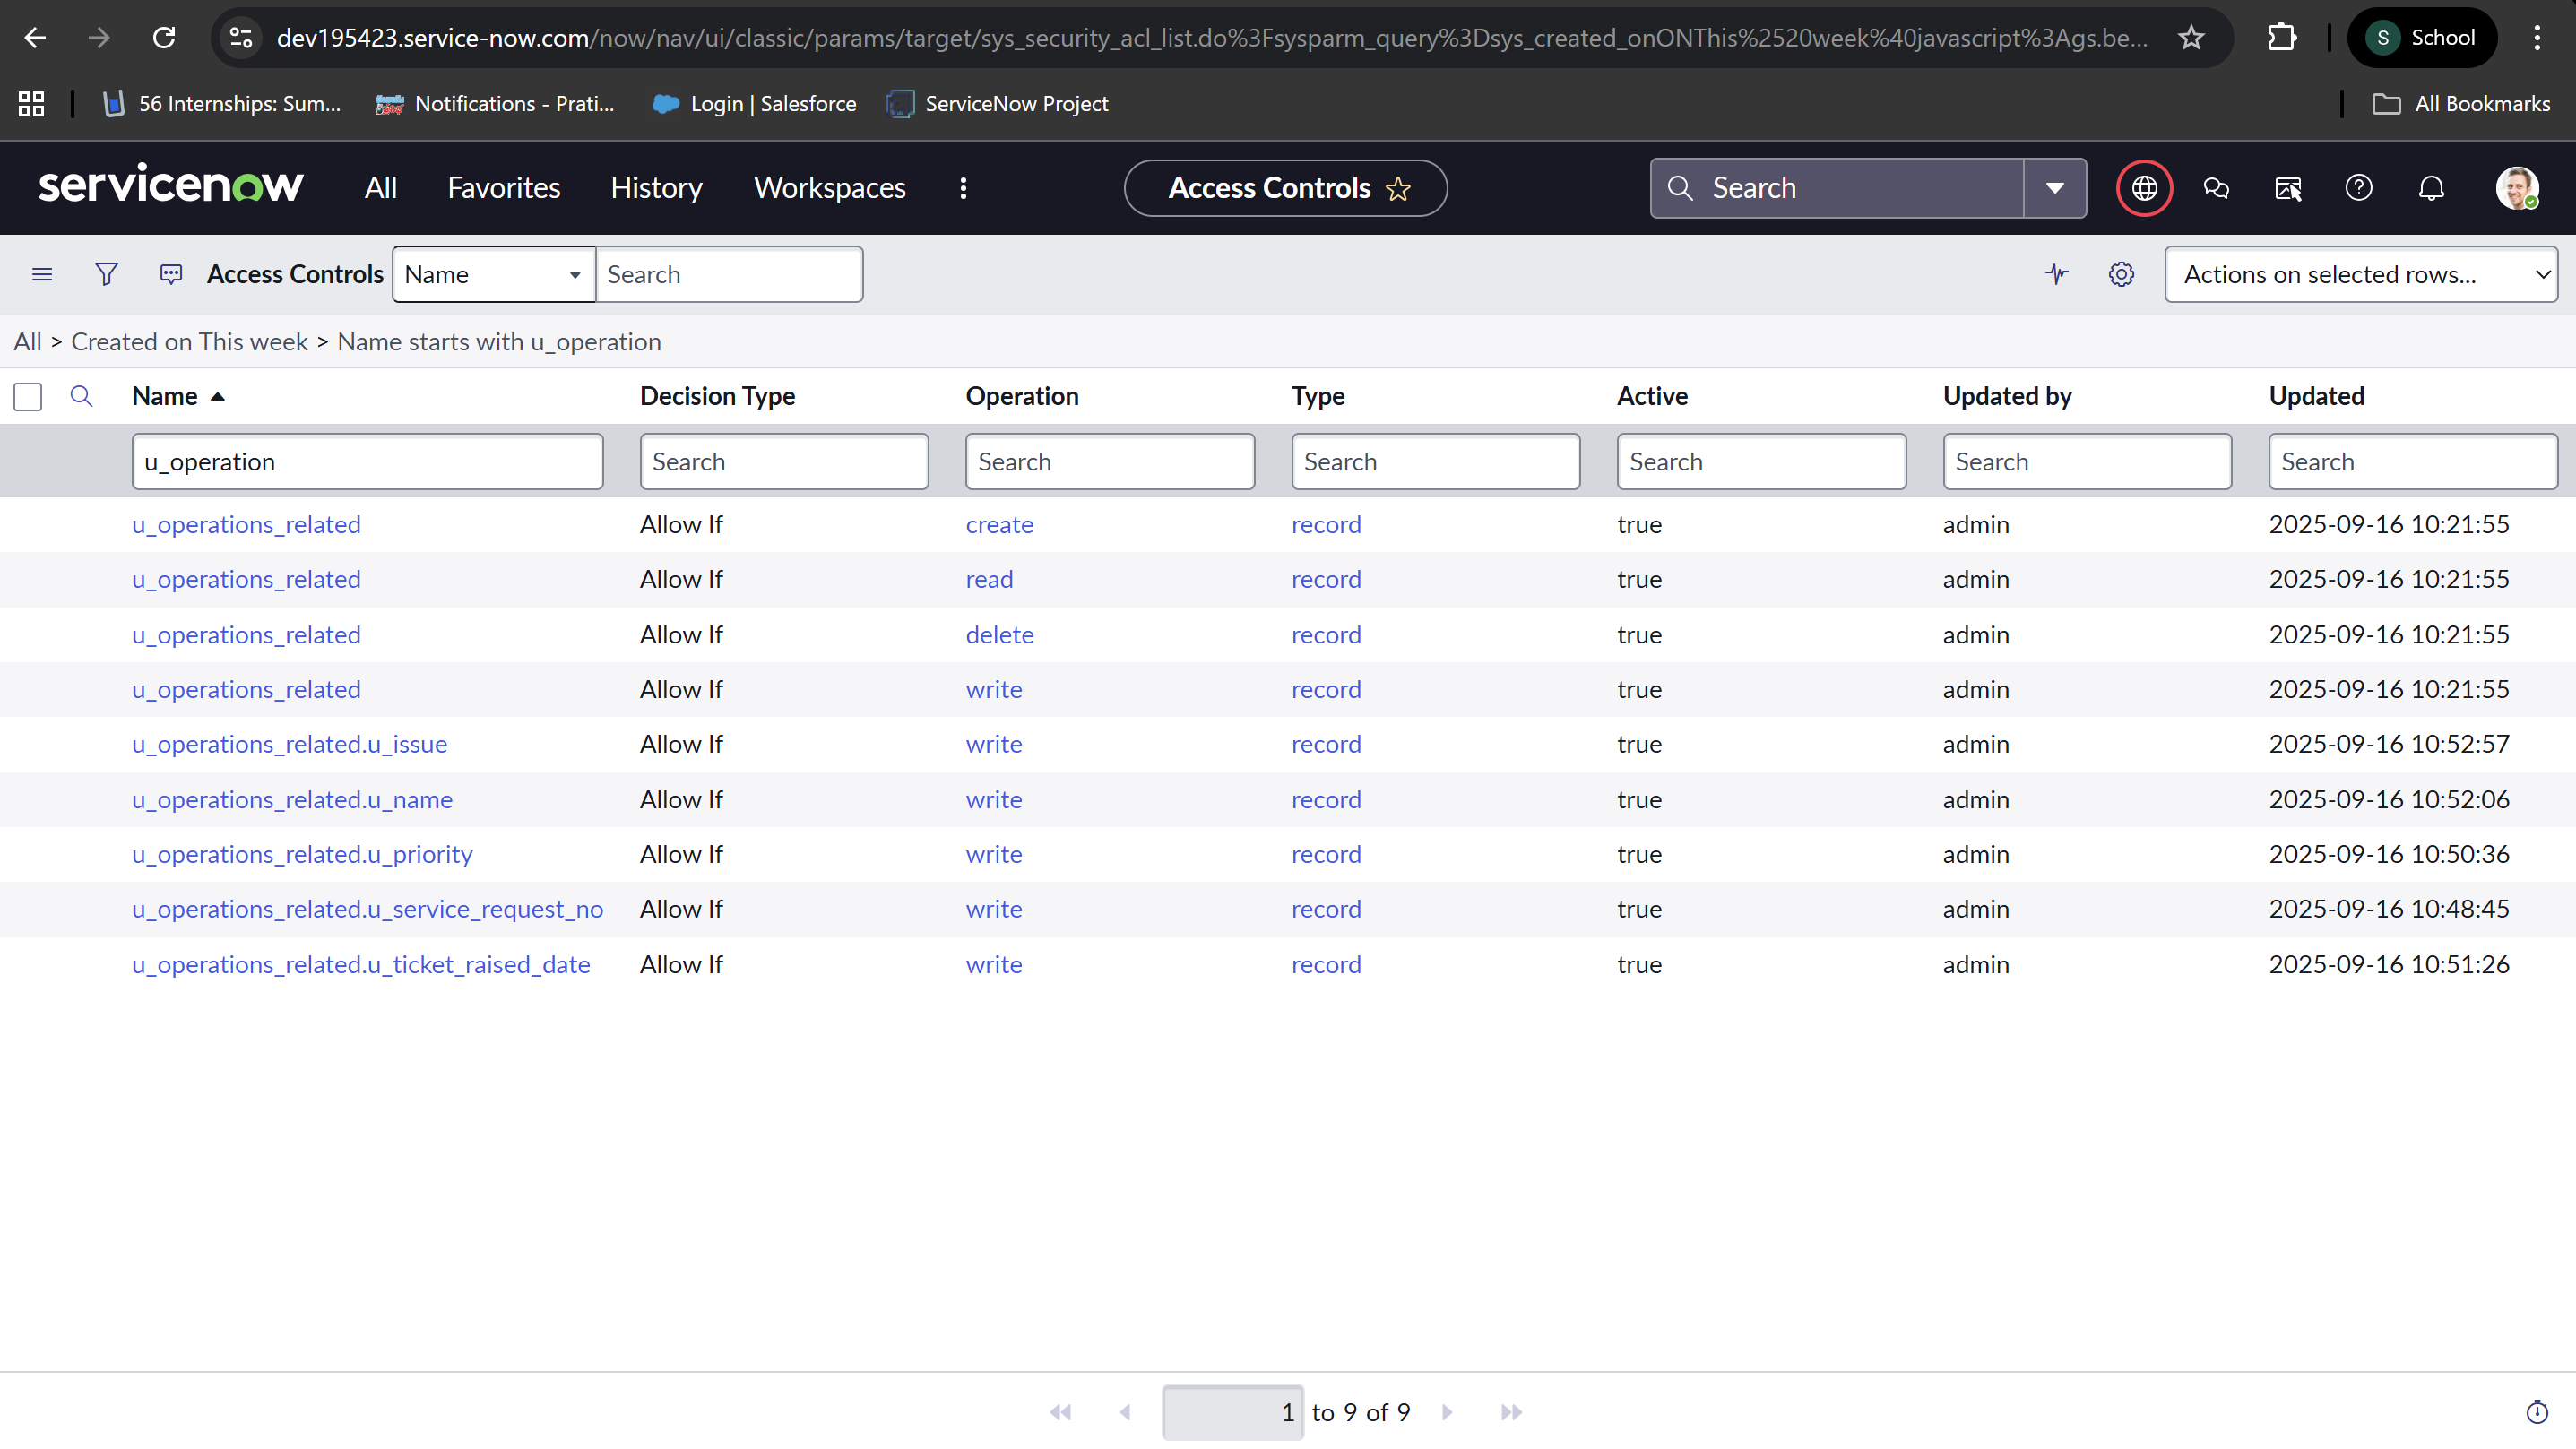 dev195423.service-now.com/now/nav/ui/classic/params/target/sys_security_acl_list.do%3Fsysparm_query%3Dsys_created_onONThis%2520week%40javascript%3Ags.be...
S School
56 Internships: Sum... Notifications - Prati... Login | Salesforce ServiceNow Project All Bookmarks
servicenow All Favorites History Workspaces Access Controls Search
Access Controls Name Search Actions on selected rows...
All > Created on This week > Name starts with u_operation
Name Decision Type Operation Type Active Updated by Updated
u_operation Search Search Search Search Search Search
u_operations_related Allow If create record true admin 2025-09-16 10:21:55
u_operations_related Allow If read record true admin 2025-09-16 10:21:55
u_operations_related Allow If delete record true admin 2025-09-16 10:21:55
u_operations_related Allow If write record true admin 2025-09-16 10:21:55
u_operations_related.u_issue Allow If write record true admin 2025-09-16 10:52:57
u_operations_related.u_name Allow If write record true admin 2025-09-16 10:52:06
u_operations_related.u_priority Allow If write record true admin 2025-09-16 10:50:36
u_operations_related.u_service_request_no Allow If write record true admin 2025-09-16 10:48:45
u_operations_related.u_ticket_raised_date Allow If write record true admin 2025-09-16 10:51:26
1 to 9 of 9